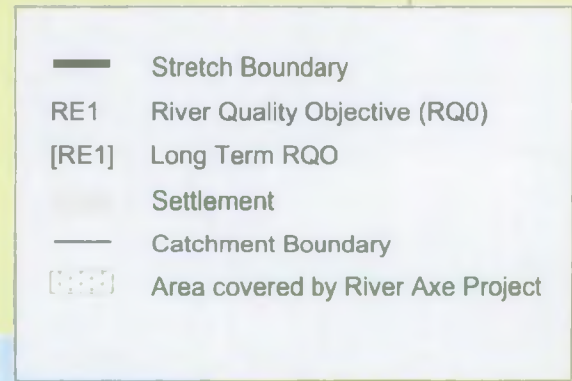 Stretch Boundary
RE1 River Quality Objective (RQ0)
[RE1] Long Term RQO
Settlement
Catchment Boundary
Area covered by River Axe Project